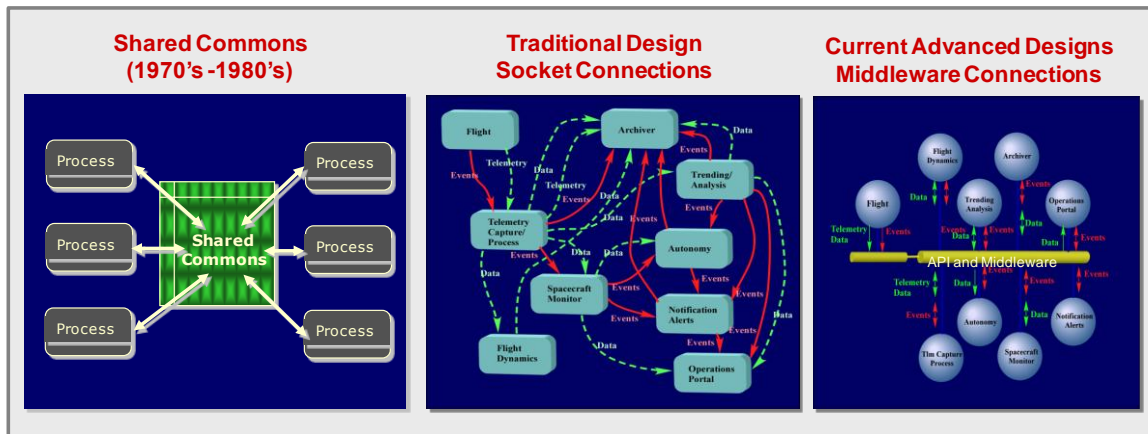 Shared Commons
(1970's -1980's)
Process
Process
Process
Process
Process
Process
Shared
Commons
Traditional Design
Socket Connections
Flight
Archiver
Data
Events
Telemetry
Events
Data
Telemetry
Events
Data
Data
Trending/
Analysis
Telemetry
Capture/
Process
Events
Autonomy
Data
Events
Data
Data
Spacecraft
Monitor
Events
Events
Events
Events
Notification
Alerts
Data
Events
Flight
Dynamics
Data
Operations
Portal
Current Advanced Designs
Middleware Connections
Flight
Dynamics
Archiver
Data
Events
Flight
Trending
Analysis
Operations
Portal
Telemetry
Data
Events
Events
Data
Events
Data
Data
Events
API and Middleware
Telemetry
Data
Events
Data
Events
Events
Data
Events
Autonomy
Notification
Alerts
Tlm Capture
Process
Spacecraft
Monitor